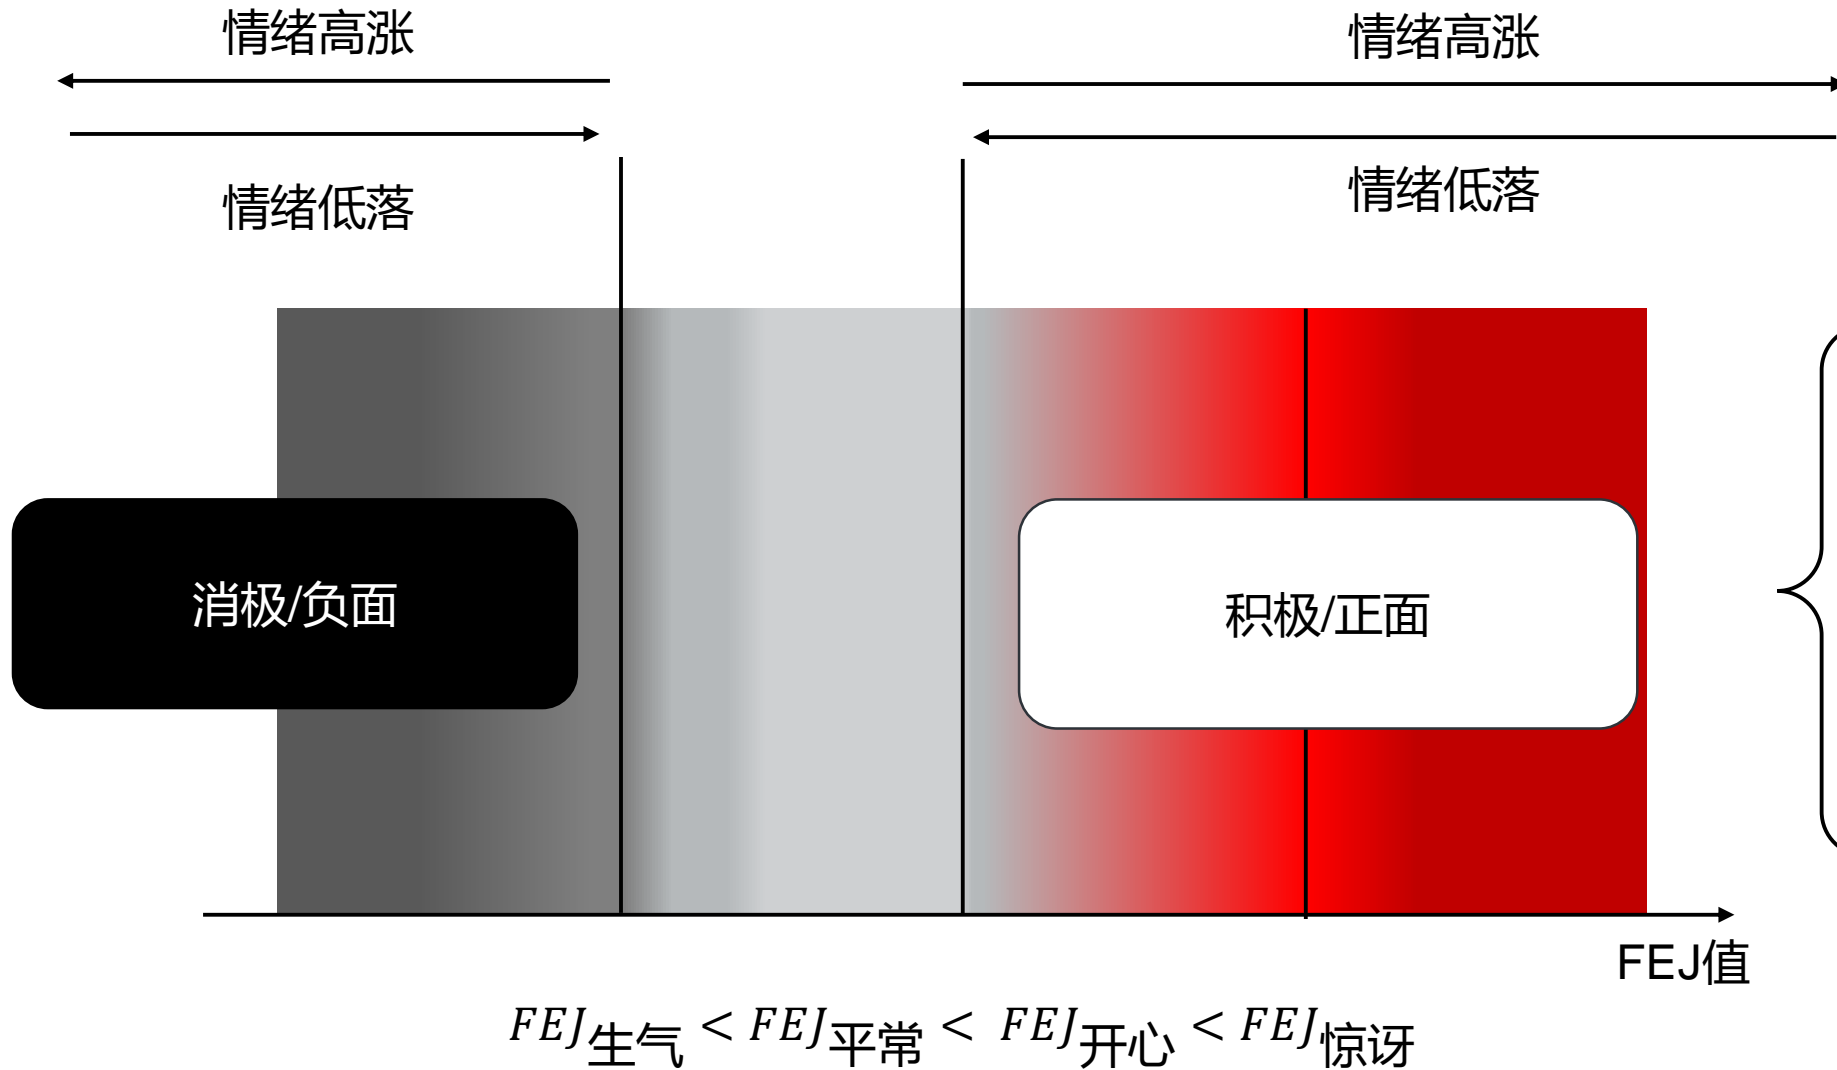 情绪高涨
情绪高涨
情绪低落
情绪低落
消极/负面
积极/正面
FEJ值
FEJ生气 < FEJ平常 < FEJ开心 < FEJ惊讶